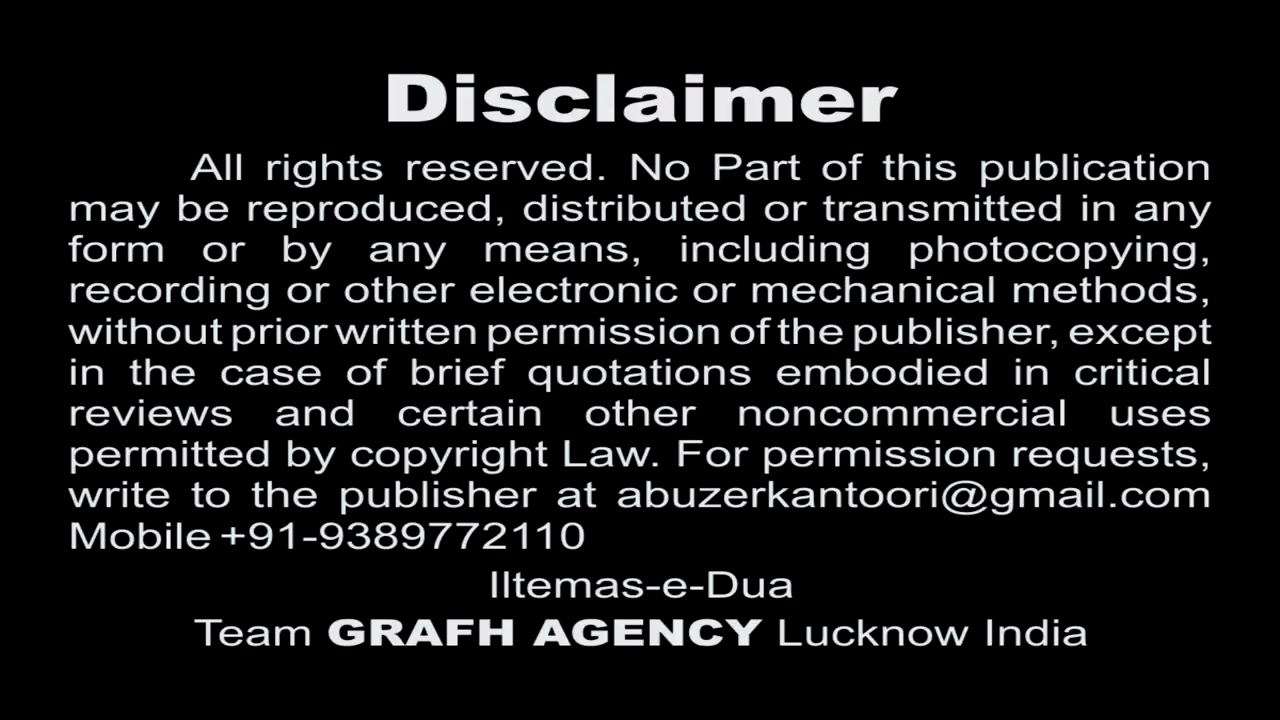 Disclaimer
All rights reserved. No Part of this publication
may be reproduced, distributed or transmitted in any
form or by any means, including photocopying,
recording or other electronic or mechanical methods,
without prior written permission of the publisher, except
in the case of brief quotations embodied in critical
reviews and certain other noncommercial uses
permitted by copyright Law. For permission requests,
write to the publisher at abuzerkantoori@gmail.com
Mobile +91-9389772110
Iltemas-e-Dua
Team GRAFH AGENCY Lucknow India